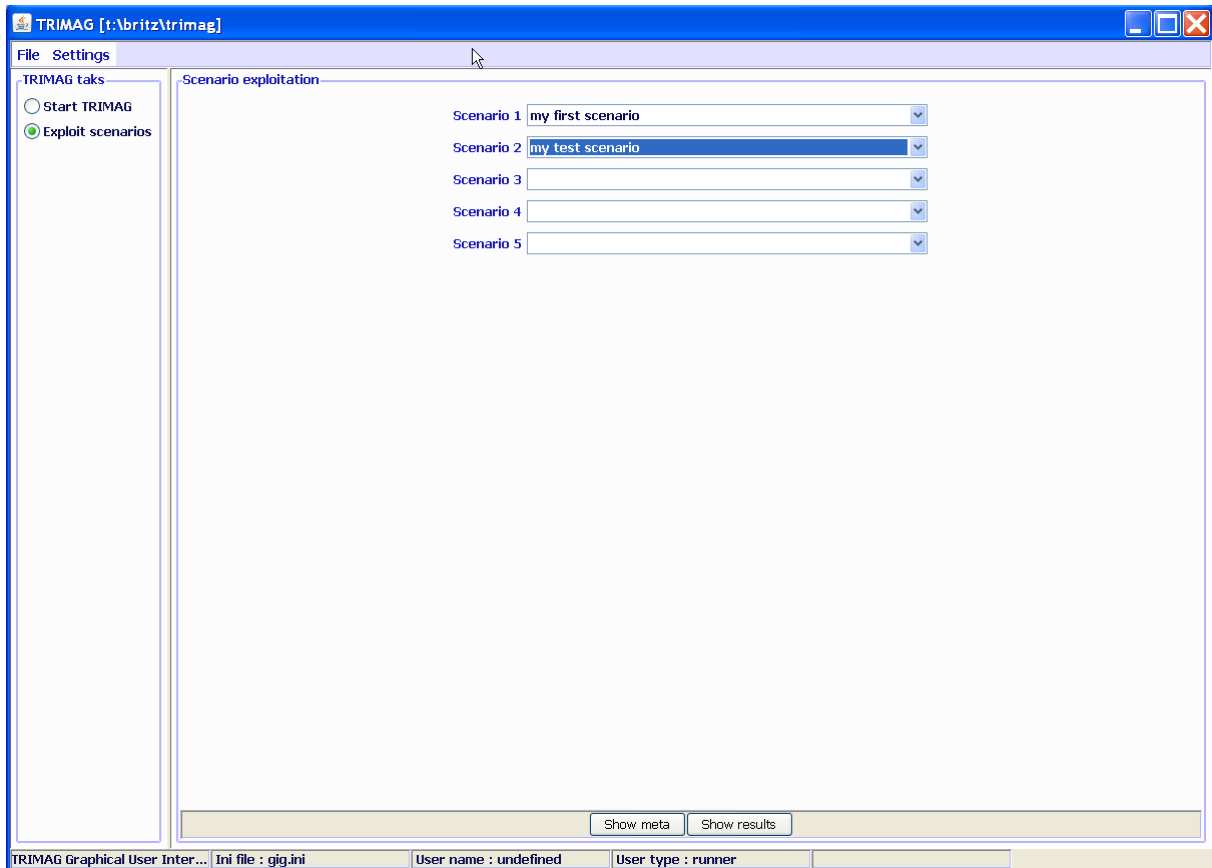 TRIMAG [t:\britz\trimag]
File Settings
TRIMAG taks
Start TRIMAG
Exploit scenarios
Scenario exploitation
Scenario 1 my first scenario
Scenario 2 my test scenario
Scenario 3
Scenario 4
Scenario 5
Show meta Show results
TRIMAG Graphical User Inter... Ini file : gig.ini User name : undefined User type : runner